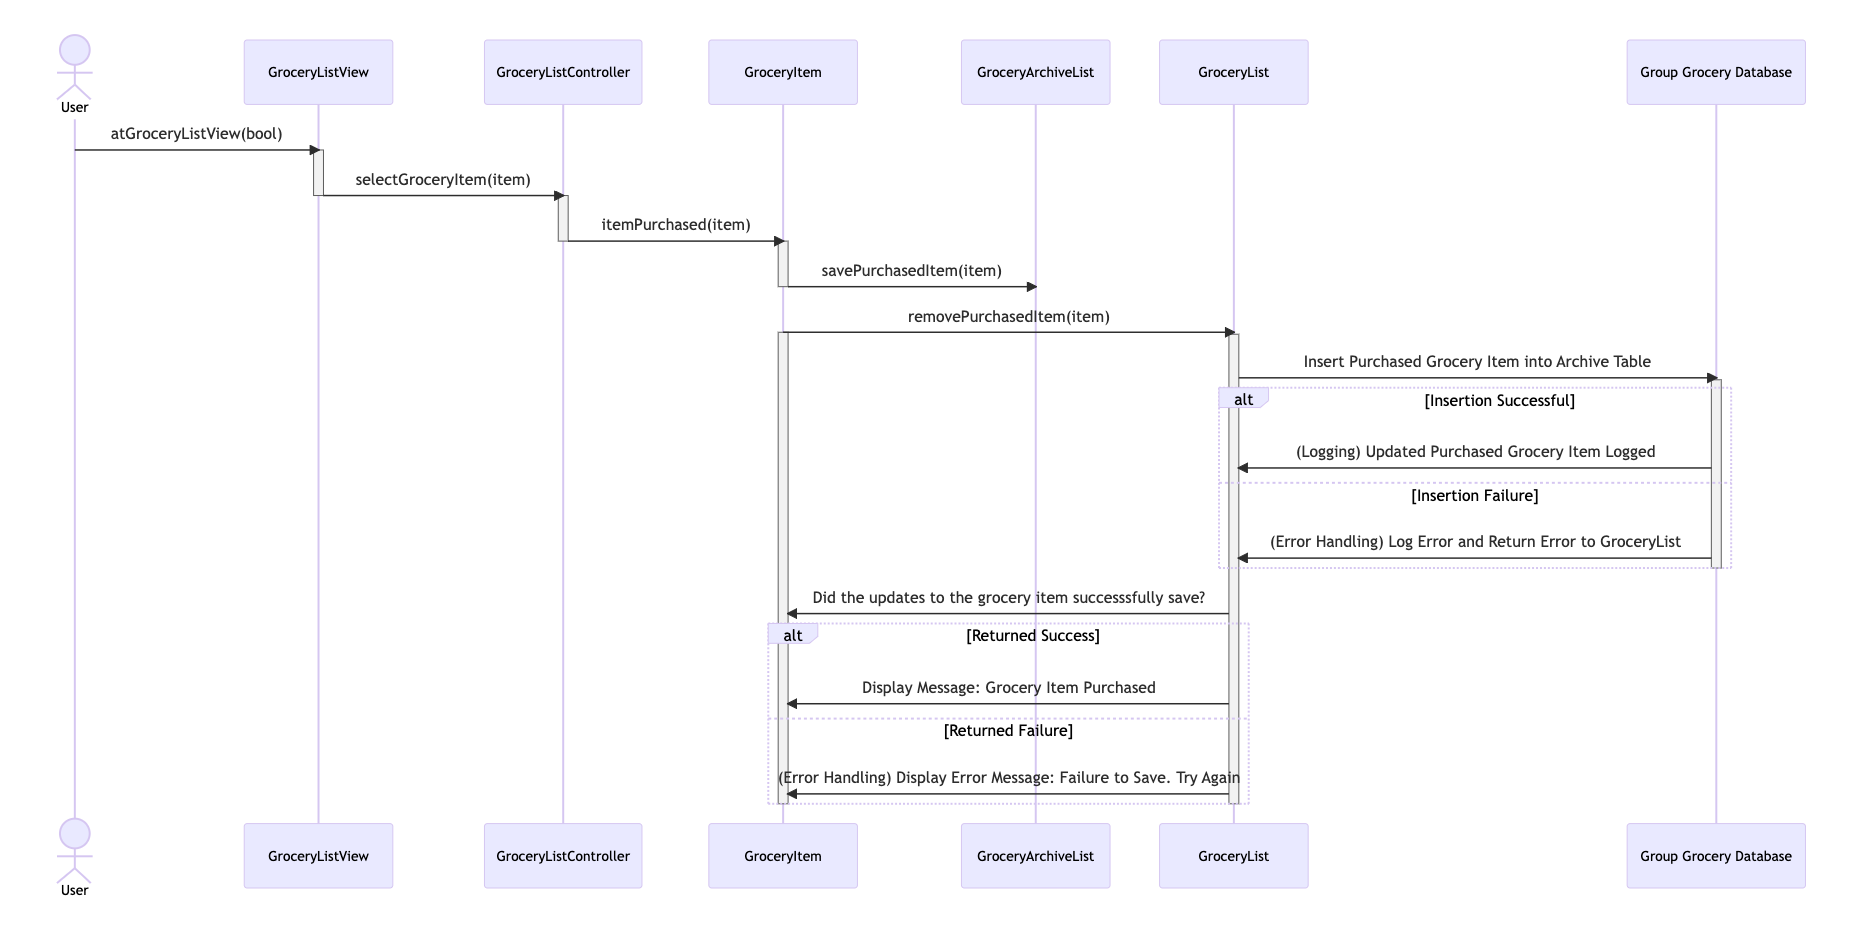 User
GroceryListView
GroceryListController
GroceryItem
GroceryArchiveList
GroceryList
Group Grocery Database
atGroceryListView(bool)
selectGroceryItem(item)
itemPurchased(item)
savePurchasedItem(item)
removePurchasedItem(item)
Insert Purchased Grocery Item into Archive Table
alt
[Insertion Successful]
(Logging) Updated Purchased Grocery Item Logged
[Insertion Failure]
(Error Handling) Log Error and Return Error to GroceryList
Did the updates to the grocery item successsfully save?
alt
[Returned Success]
Display Message: Grocery Item Purchased
[Returned Failure]
(Error Handling) Display Error Message: Failure to Save. Try Again
User
GroceryListView
GroceryListController
GroceryItem
GroceryArchiveList
GroceryList
Group Grocery Database